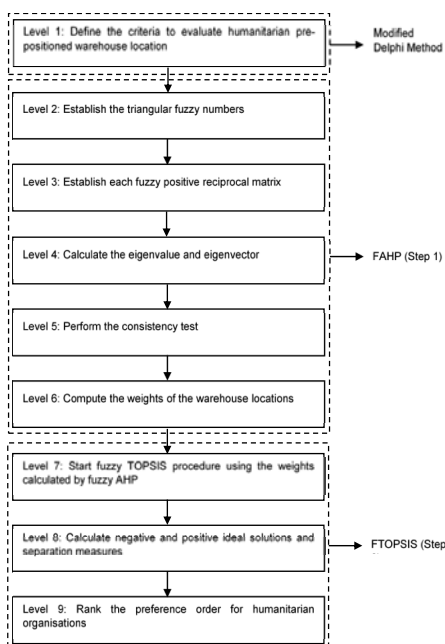 Level 1: Define the criteria to evaluate humanitarian pre-
positioned warehouse location
Modified
Delphi Method
Level 2: Establish the triangular fuzzy numbers
Level 3: Establish each fuzzy positive reciprocal matrix
Level 4: Calculate the eigenvalue and eigenvector
FAHP (Step 1)
Level 5: Perform the consistency test
Level 6: Compute the weights of the warehouse locations
Level 7: Start fuzzy TOPSIS procedure using the weights
calculated by fuzzy AHP
Level 8: Calculate negative and positive ideal solutions and
separation measures
FTOPSIS (Step
Level 9: Rank the preference order for humanitarian
organisations